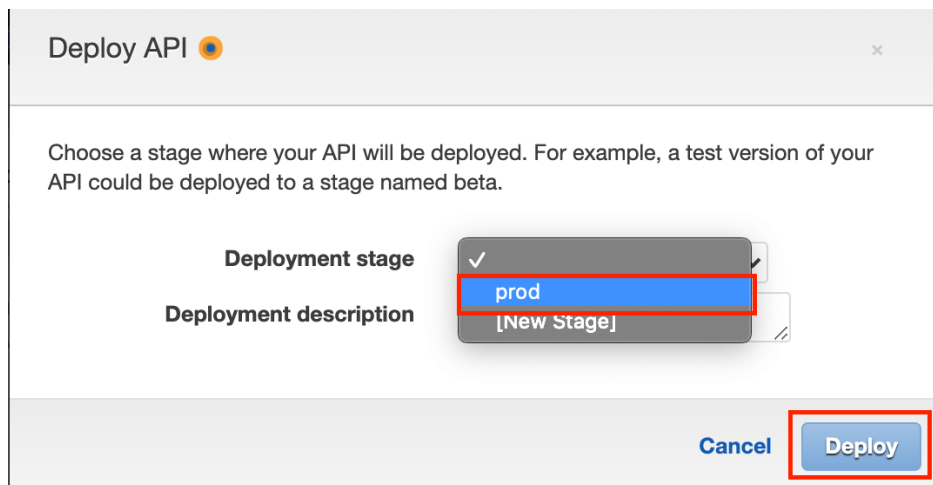 Deploy API
×
Choose a stage where your API will be deployed. For example, a test version of your
API could be deployed to a stage named beta.
Deployment stage
✓
prod
Deployment description
[New Stage]
Cancel
Deploy